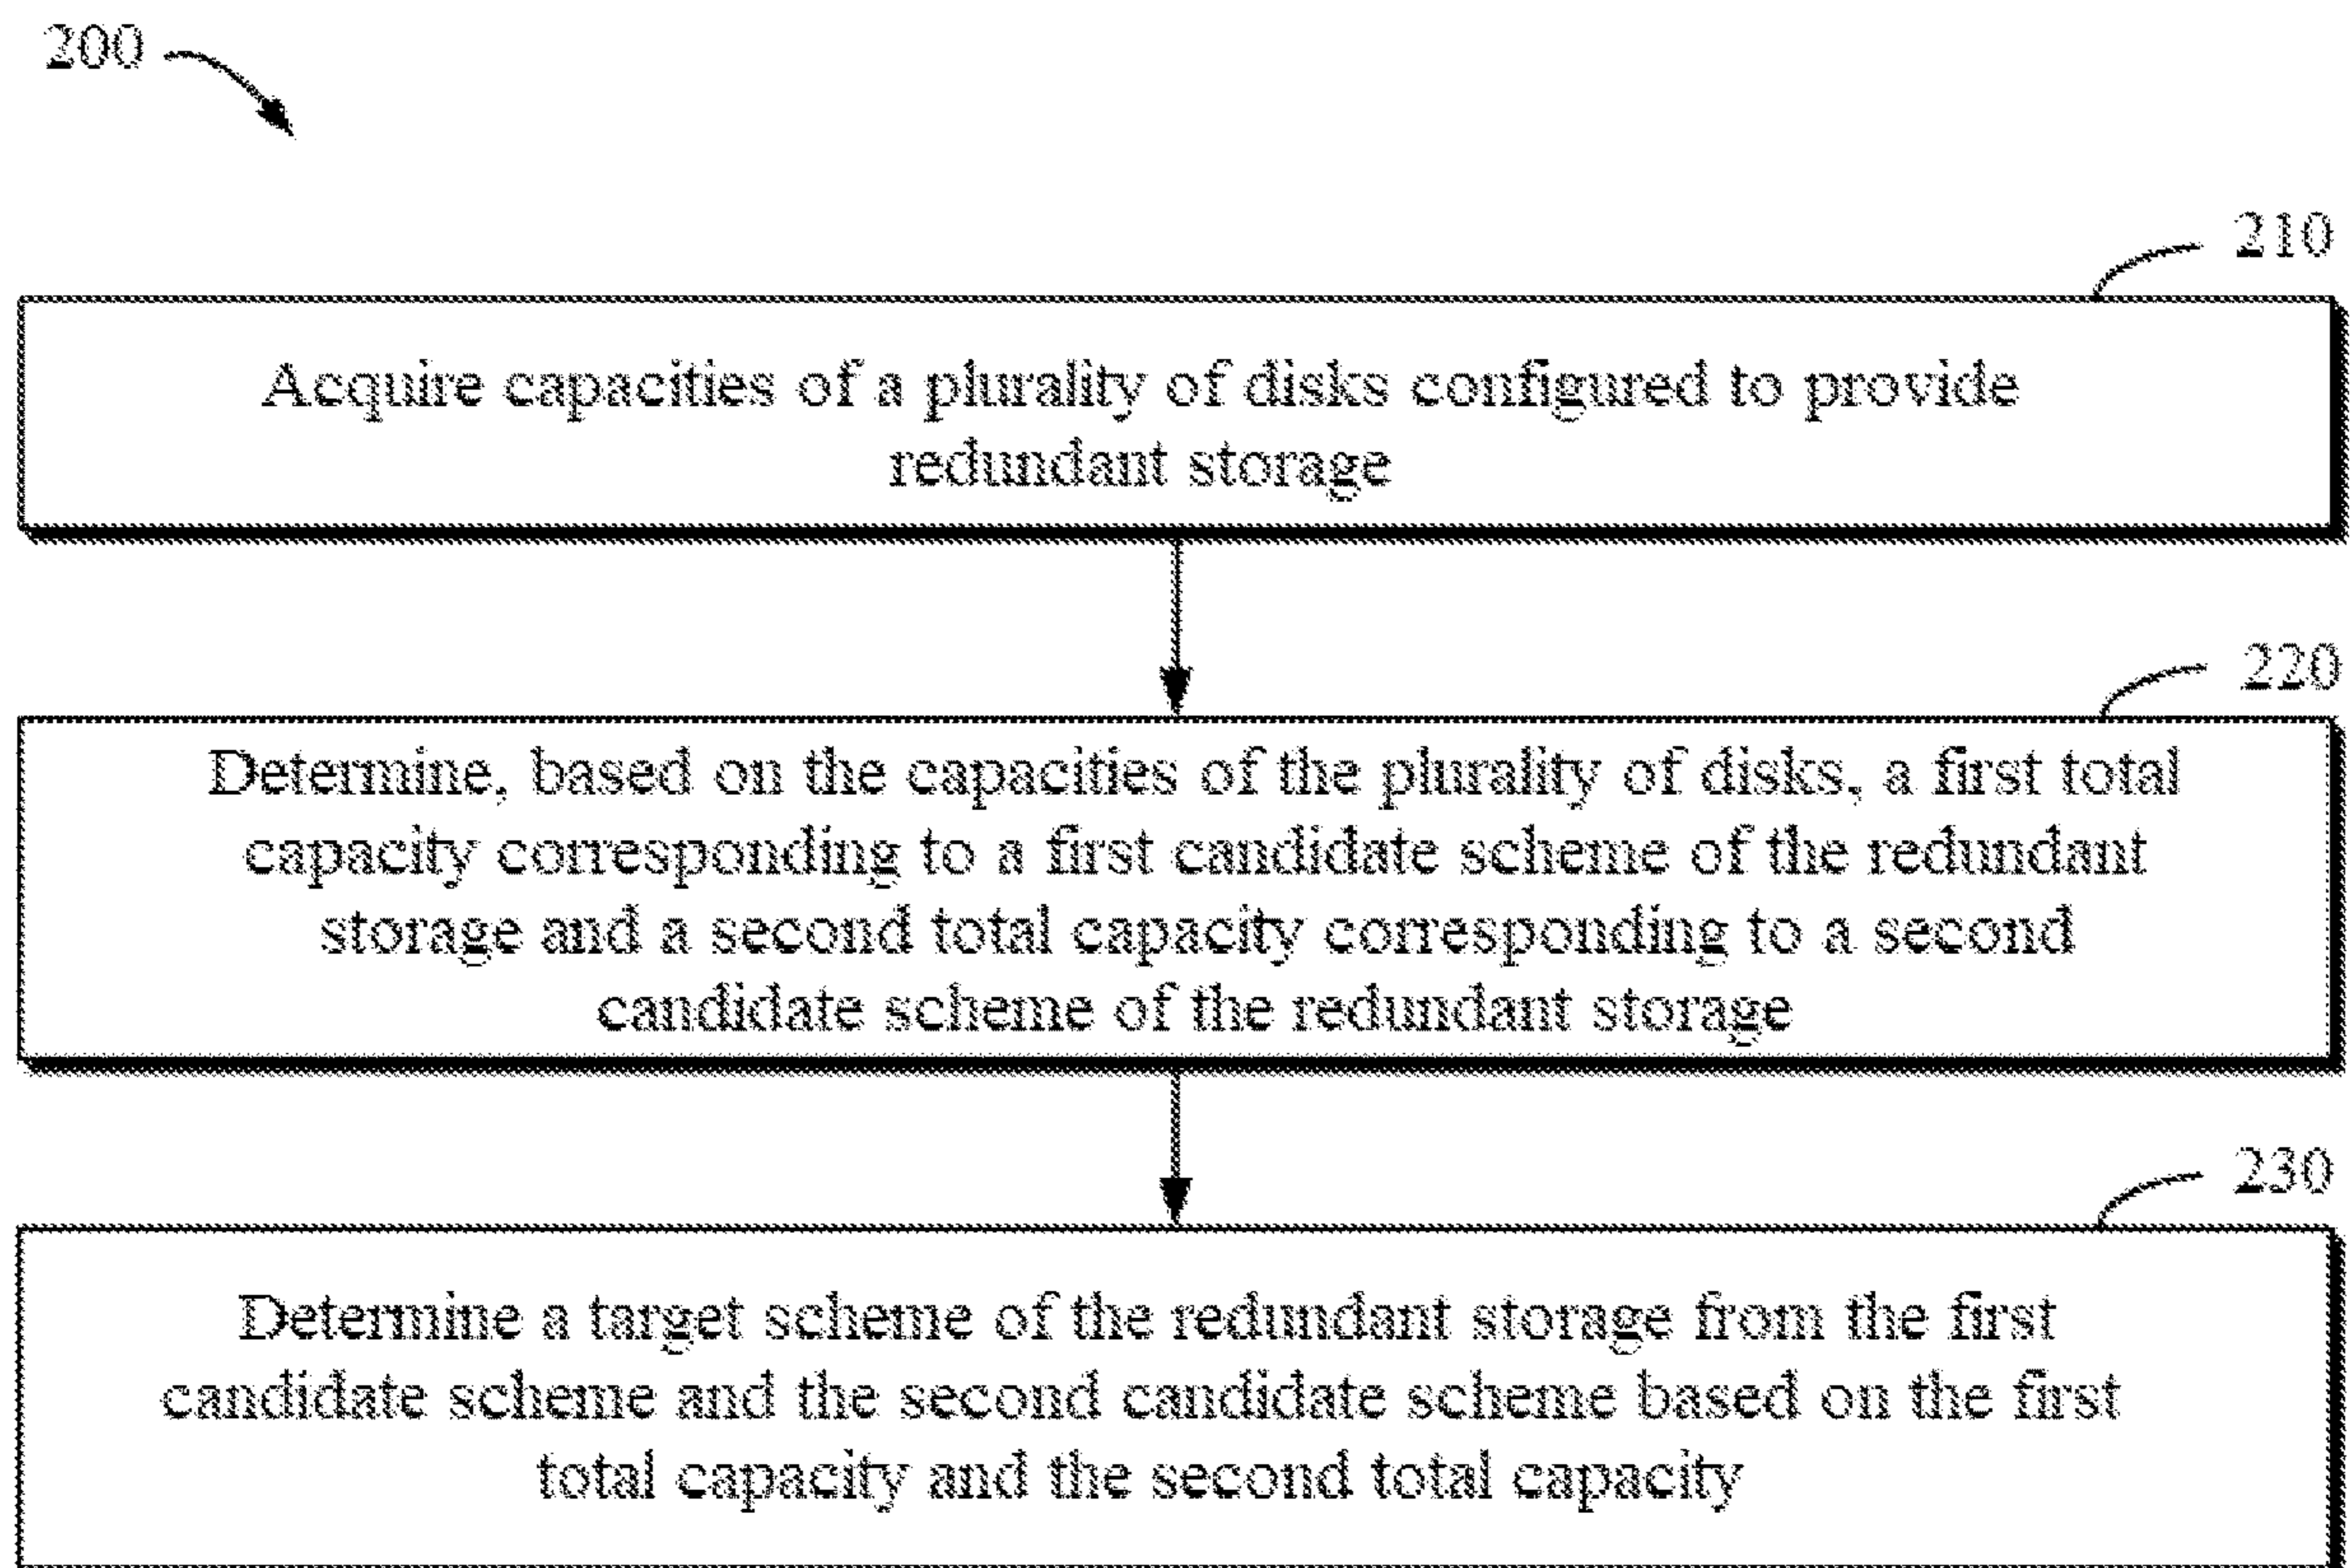 200
210
Acquire capacities of a plurality of disks configured to provide
redundant storage
220
Determine, based on the capacities of the plurality of disks, a first total
capacity corresponding to a first candidate scheme of the redundant
storage and a second total capacity corresponding to a second
candidate scheme of the redundant storage
230
Determine a target scheme of the redundant storage from the first
candidate scheme and the second candidate scheme based on the first
total capacity and the second total capacity